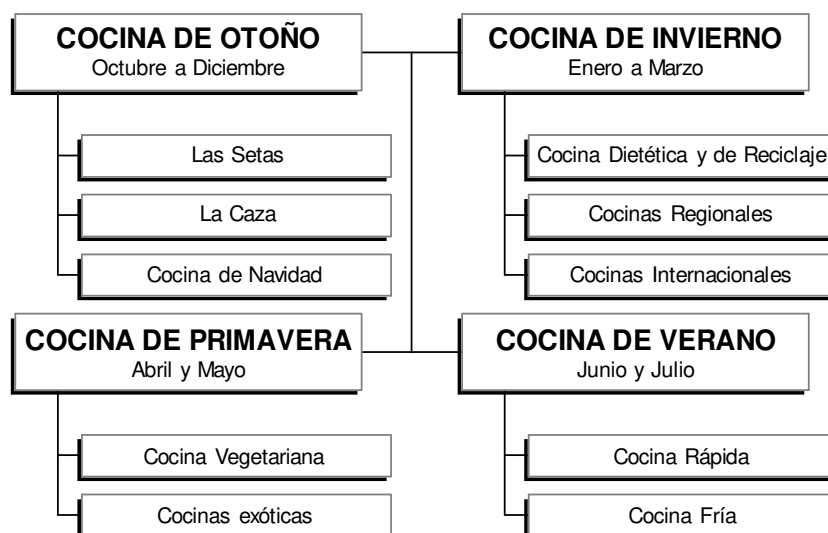 COCINA DE OTOÑO
Octubre a Diciembre
Las Setas
La Caza
Cocina de Navidad
COCINA DE INVIERNO
Enero a Marzo
Cocina Dietética y de Reciclaje
Cocinas Regionales
Cocinas Internacionales
COCINA DE PRIMAVERA
Abril y Mayo
Cocina Vegetariana
Cocinas exóticas
COCINA DE VERANO
Junio y Julio
Cocina Rápida
Cocina Fría